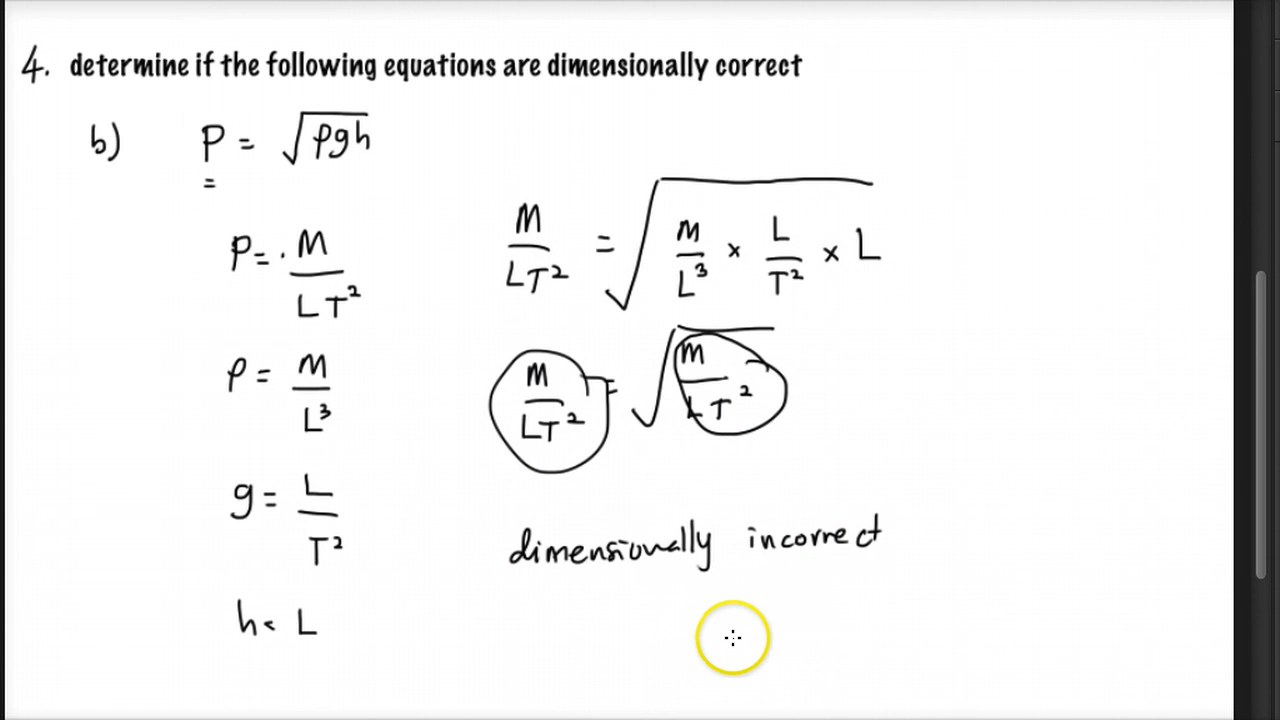 4. determine if the following equations are dimensionally correct
b) P = √ρgh
=
P = . M / LT²
ρ = M / L³
g = L / T²
h = L
M / LT² = √(M / L³ × L / T² × L)
M / LT² = √(M / LT²)
dimensionally incorrect